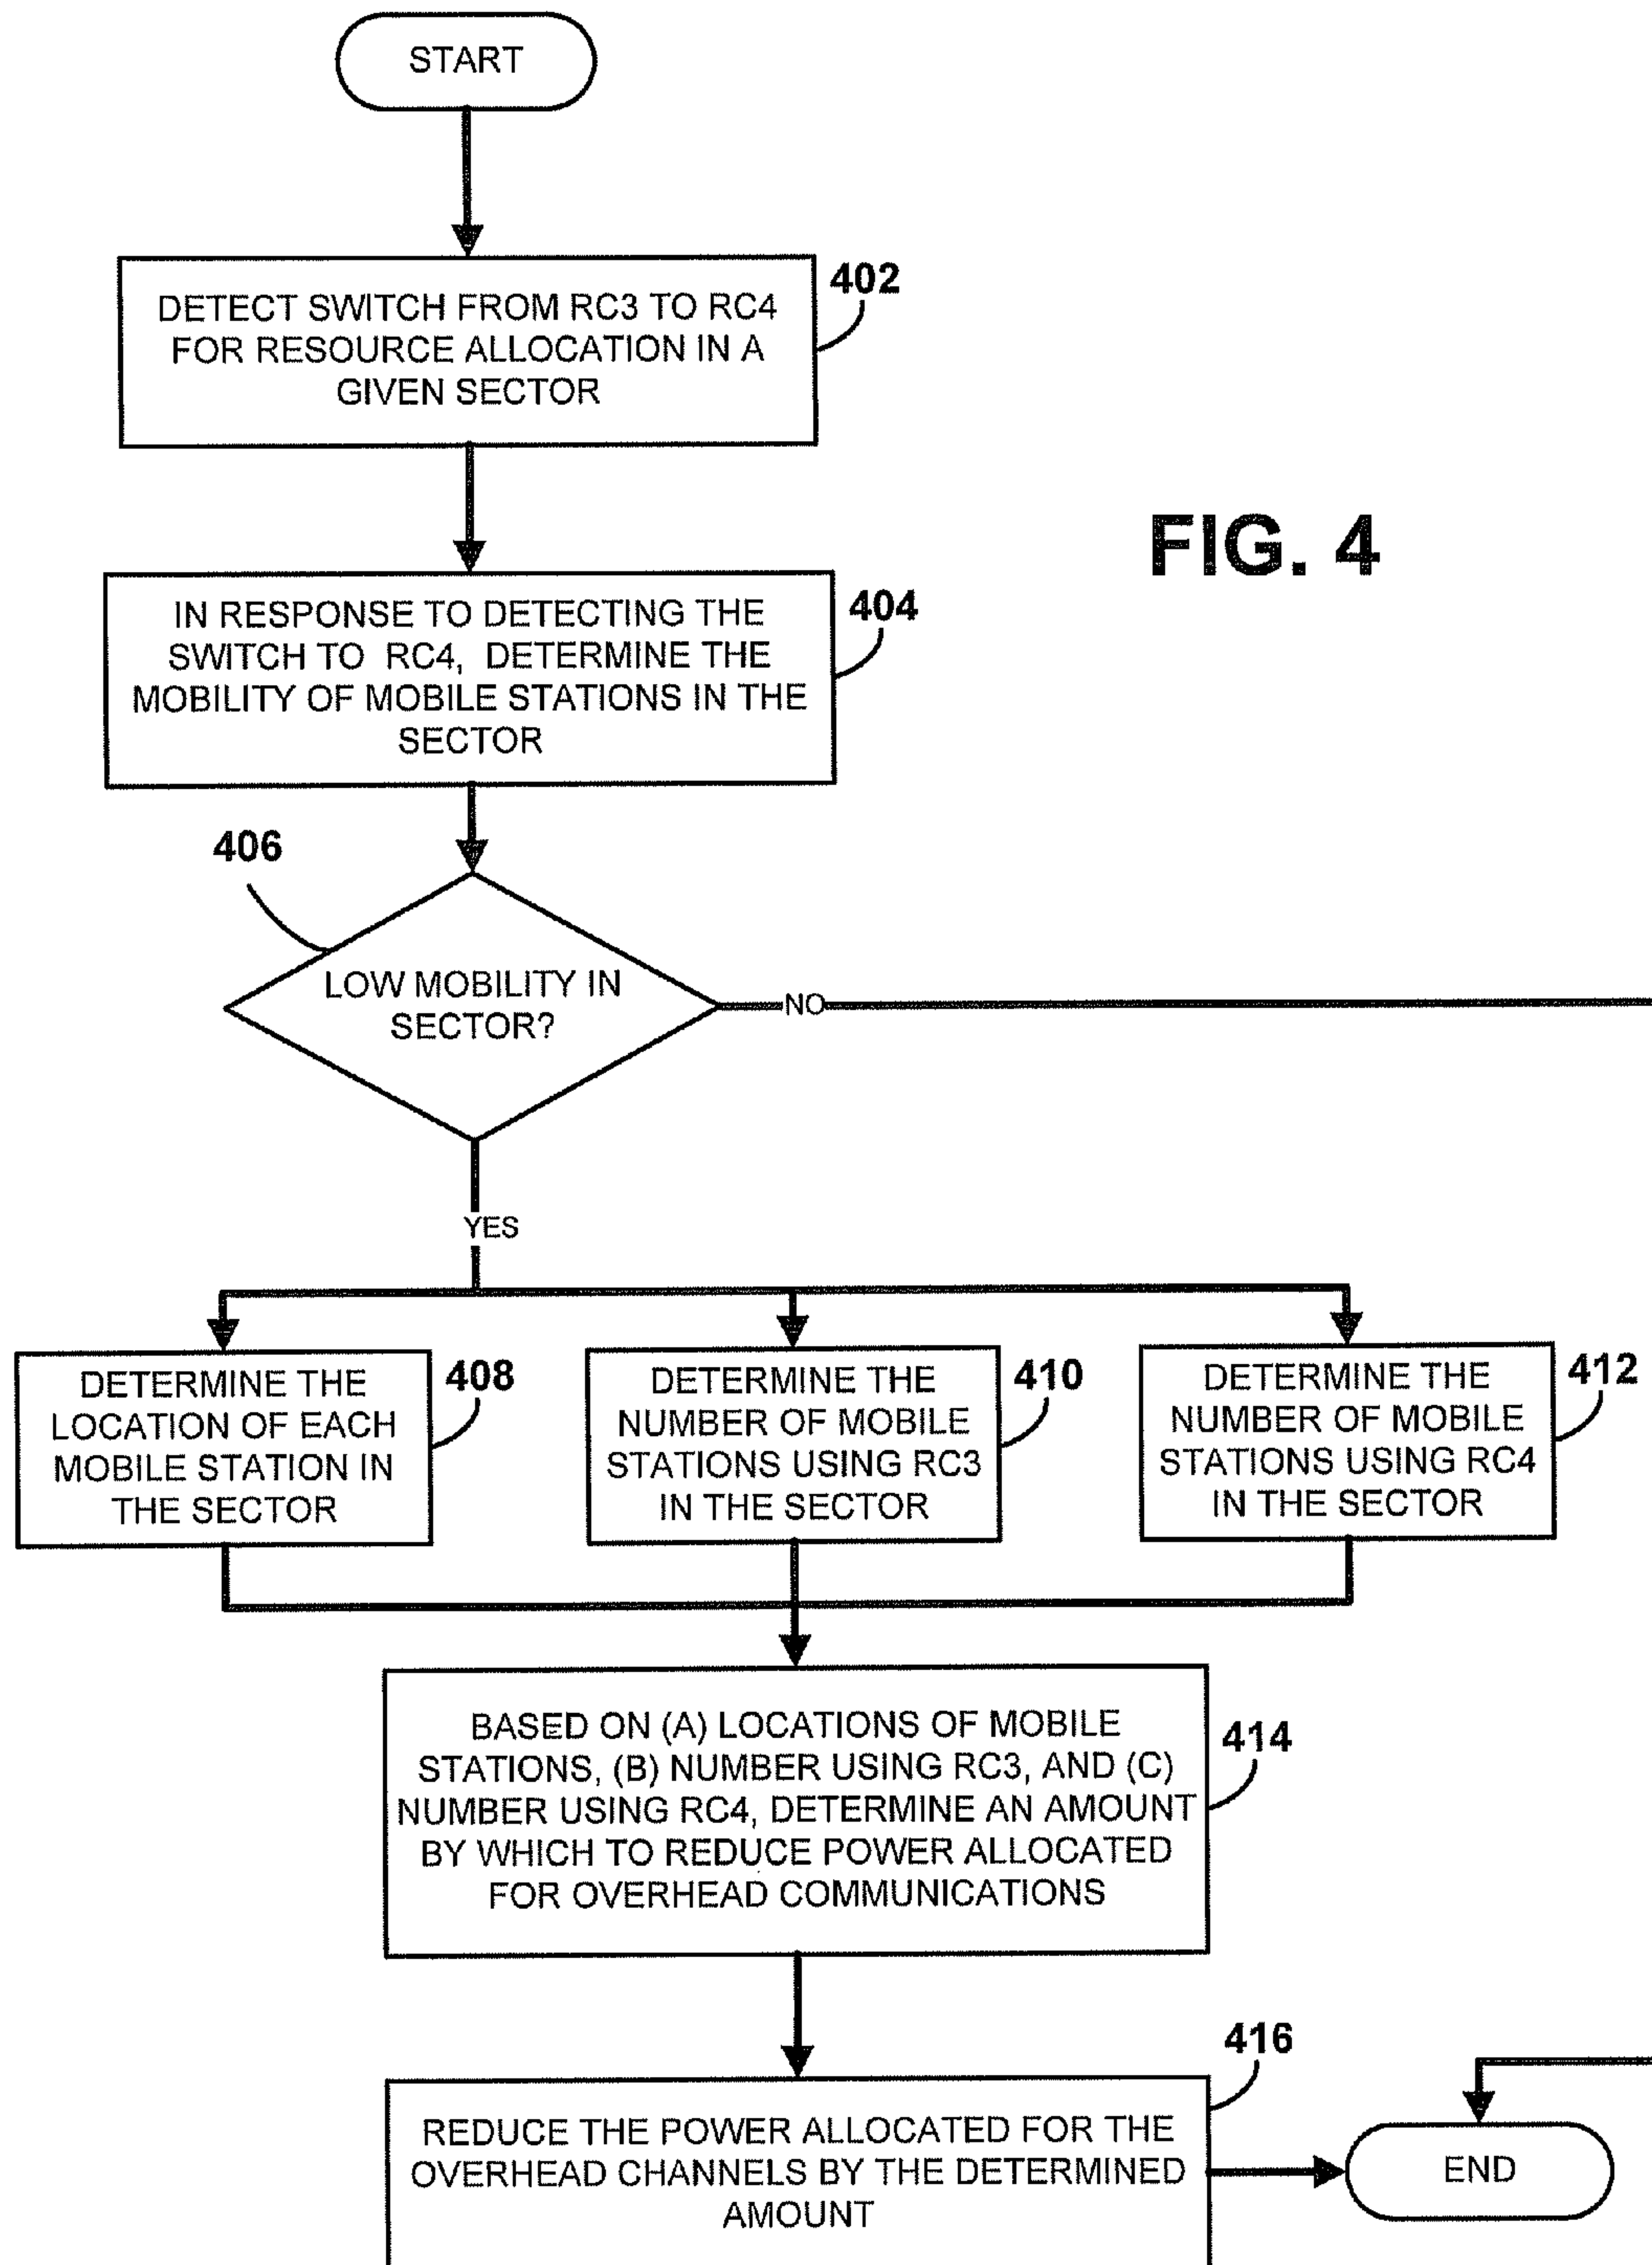 START
DETECT SWITCH FROM RC3 TO RC4
FOR RESOURCE ALLOCATION IN A
GIVEN SECTOR
402
FIG. 4
IN RESPONSE TO DETECTING THE
SWITCH TO RC4, DETERMINE THE
MOBILITY OF MOBILE STATIONS IN THE
SECTOR
404
406
LOW MOBILITY IN
SECTOR?
NO
YES
DETERMINE THE
LOCATION OF EACH
MOBILE STATION IN
THE SECTOR
408
DETERMINE THE
NUMBER OF MOBILE
STATIONS USING RC3
IN THE SECTOR
410
DETERMINE THE
NUMBER OF MOBILE
STATIONS USING RC4
IN THE SECTOR
412
BASED ON (A) LOCATIONS OF MOBILE
STATIONS, (B) NUMBER USING RC3, AND (C)
NUMBER USING RC4, DETERMINE AN AMOUNT
BY WHICH TO REDUCE POWER ALLOCATED
FOR OVERHEAD COMMUNICATIONS
414
416
REDUCE THE POWER ALLOCATED FOR THE
OVERHEAD CHANNELS BY THE DETERMINED
AMOUNT
END